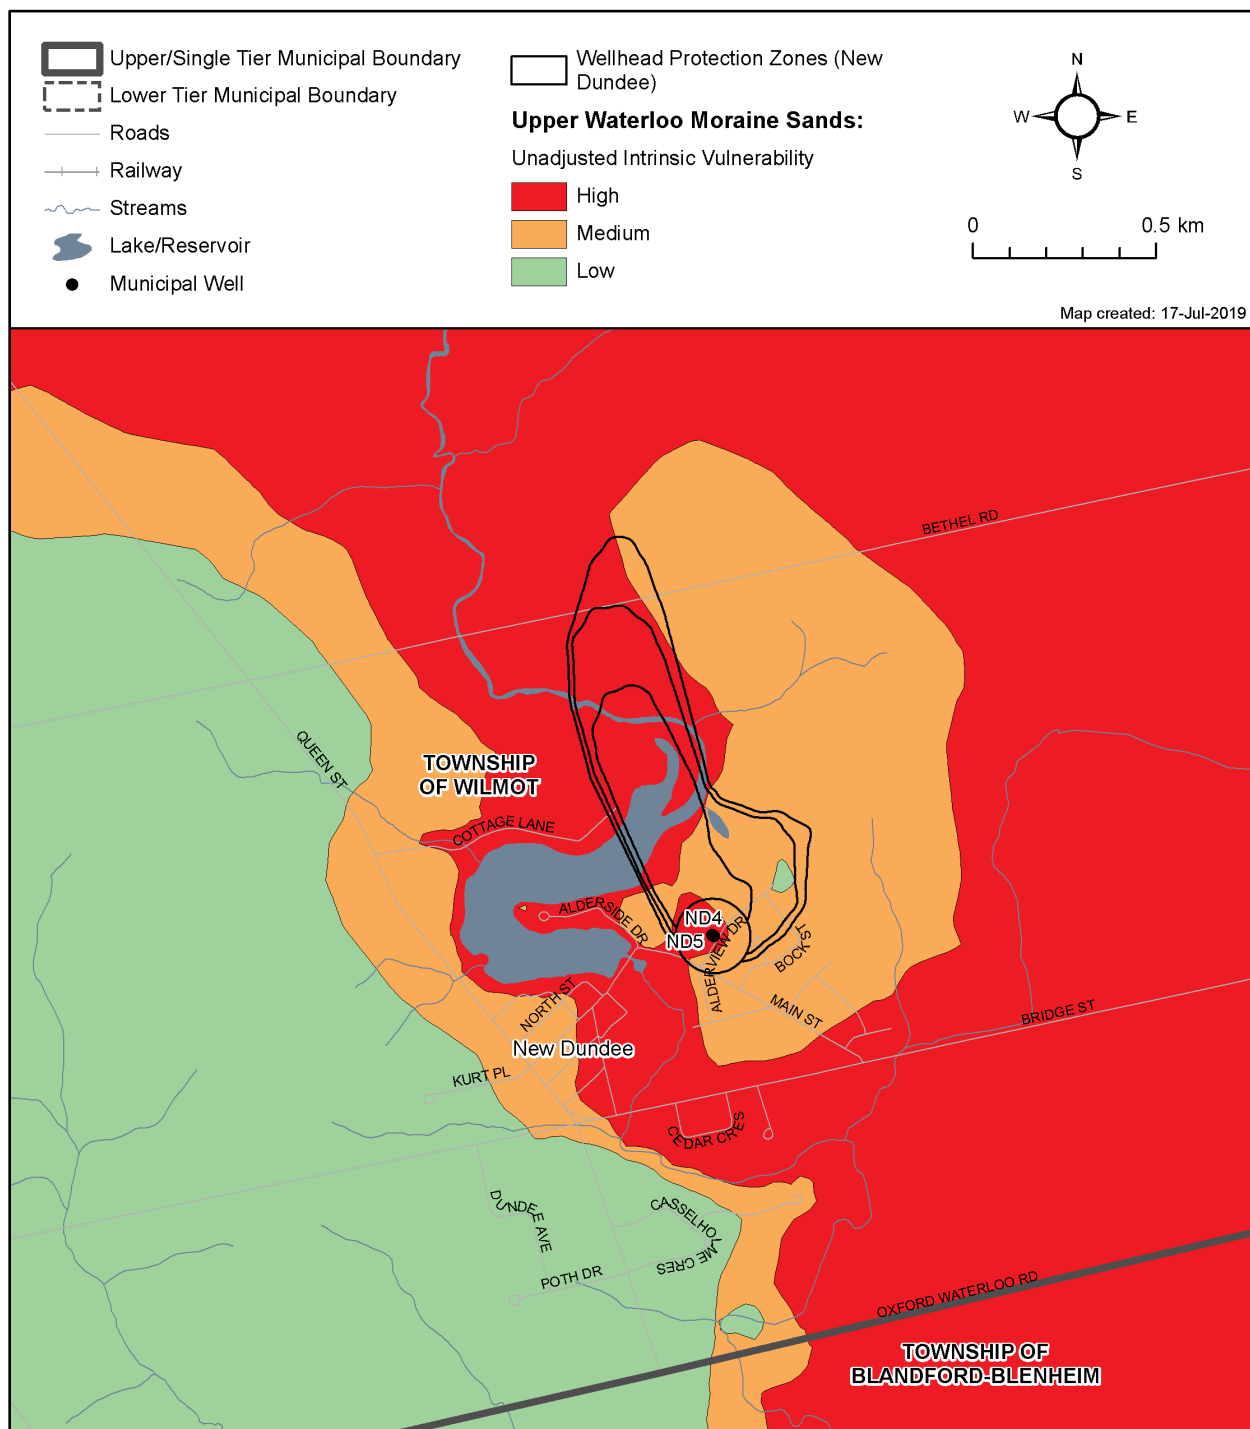 Upper/Single Tier Municipal Boundary
Lower Tier Municipal Boundary
Roads
Railway
Streams
Lake/Reservoir
Municipal Well
Wellhead Protection Zones (New
Dundee)
Upper Waterloo Moraine Sands:
Unadjusted Intrinsic Vulnerability
High
Medium
Low
N
W
E
S
0
0.5 km
Map created: 17-Jul-2019
BETHEL RD
QUEEN ST
TOWNSHIP
OF WILMOT
COTTAGE LANE
ALDERSIDE DR
ND4
ND5
ALDERVIEW DR
BOCK ST
MAIN ST
NORTH ST
BRIDGE ST
New Dundee
KURT PL
CEDAR CRES
DUNDEE AVE
CASSELHOLME CRES
POTH DR
OXFORD WATERLOO RD
TOWNSHIP OF
BLANDFORD-BLENHEIM